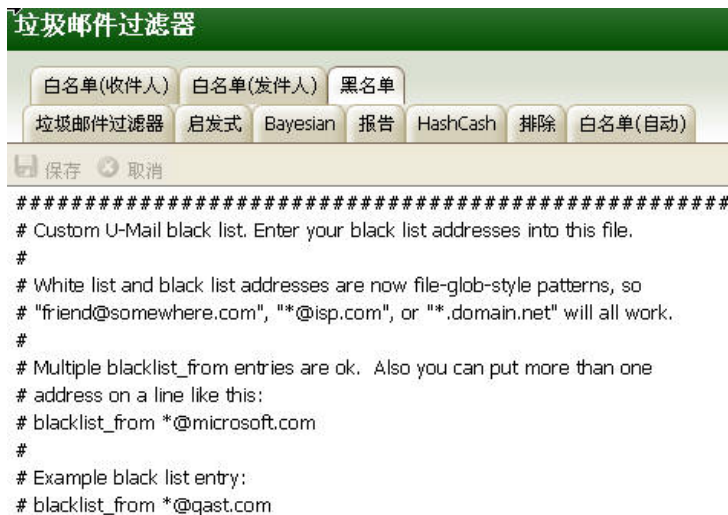 垃圾邮件过滤器
白名单(收件人) 白名单(发件人) 黑名单
垃圾邮件过滤器 启发式 Bayesian 报告 HashCash 排除 白名单(自动)
保存 取消
####################################################
# Custom U-Mail black list. Enter your black list addresses into this file.
#
# White list and black list addresses are now file-glob-style patterns, so
# "friend@somewhere.com", "*@isp.com", or "*.domain.net" will all work.
#
# Multiple blacklist_from entries are ok.  Also you can put more than one
# address on a line like this:
# blacklist_from *@microsoft.com
#
# Example black list entry:
# blacklist_from *@qast.com